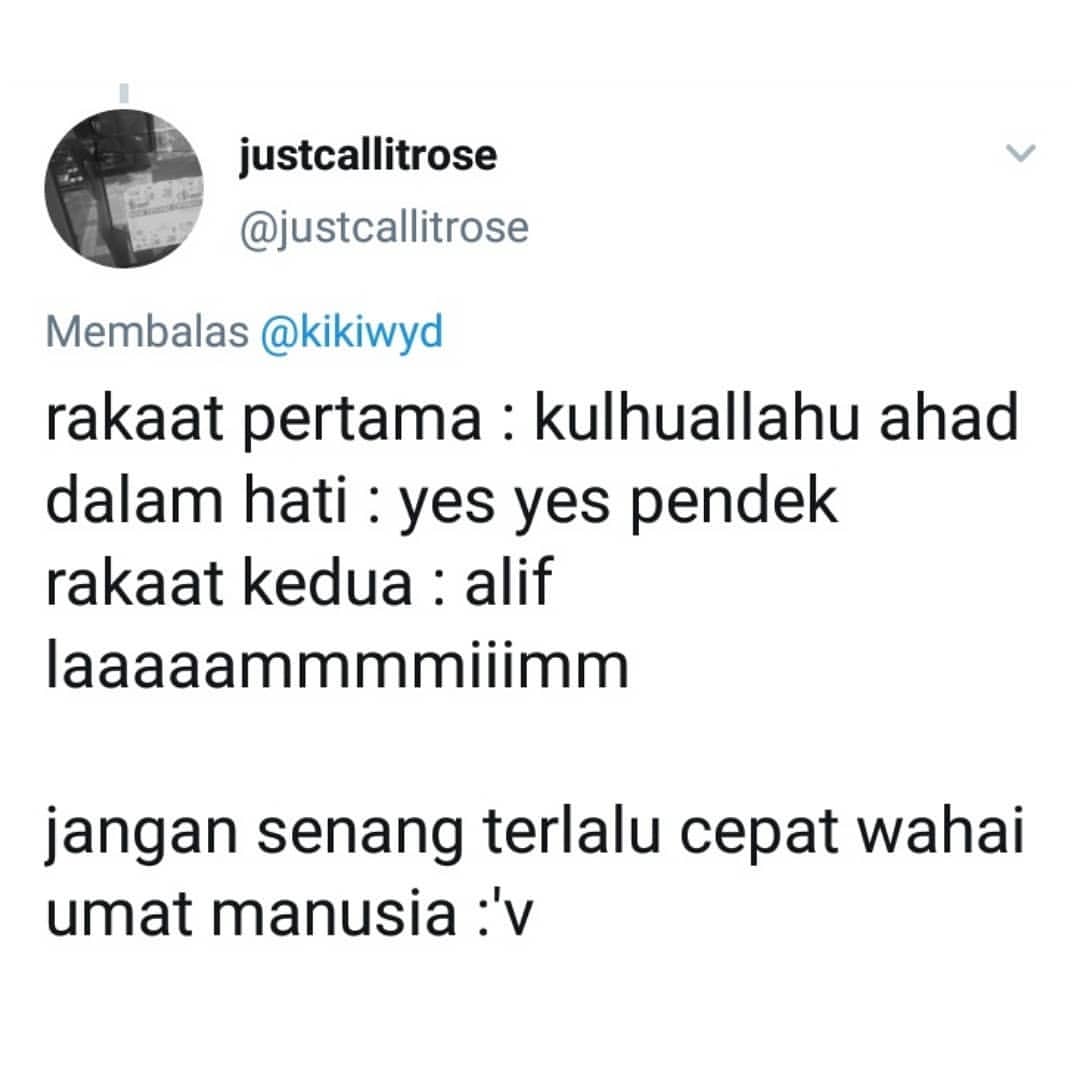 justcallitrose
@justcallitrose
Membalas @kikiwyd
rakaat pertama : kulhuallahu ahad
dalam hati : yes yes pendek
rakaat kedua : alif
laaaaammmmiiimm
jangan senang terlalu cepat wahai
umat manusia :'v